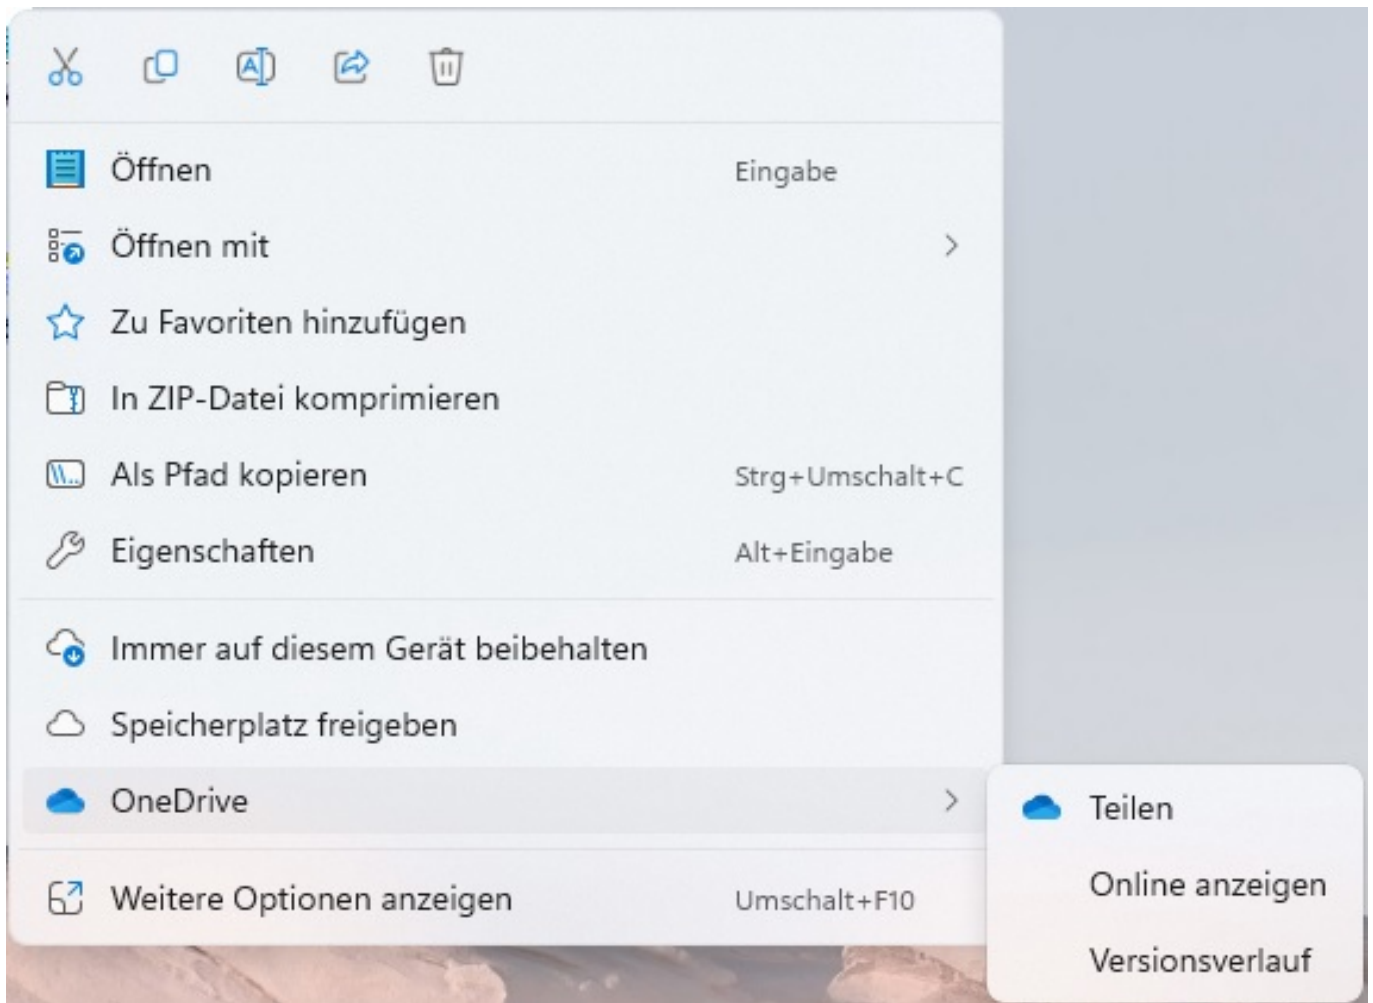 Öffnen Eingabe
Öffnen mit
Zu Favoriten hinzufügen
In ZIP-Datei komprimieren
Als Pfad kopieren Strg+Umschalt+C
Eigenschaften Alt+Eingabe
Immer auf diesem Gerät beibehalten
Speicherplatz freigeben
OneDrive
Weitere Optionen anzeigen Umschalt+F10
Teilen
Online anzeigen
Versionsverlauf